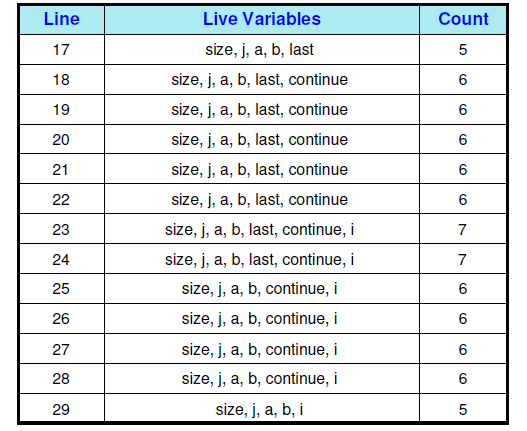 Line Live Variables Count
17 size, j, a, b, last 5
18 size, j, a, b, last, continue 6
19 size, j, a, b, last, continue 6
20 size, j, a, b, last, continue 6
21 size, j, a, b, last, continue 6
22 size, j, a, b, last, continue 6
23 size, j, a, b, last, continue, i 7
24 size, j, a, b, last, continue, i 7
25 size, j, a, b, continue, i 6
26 size, j, a, b, continue, i 6
27 size, j, a, b, continue, i 6
28 size, j, a, b, continue, i 6
29 size, j, a, b, i 5